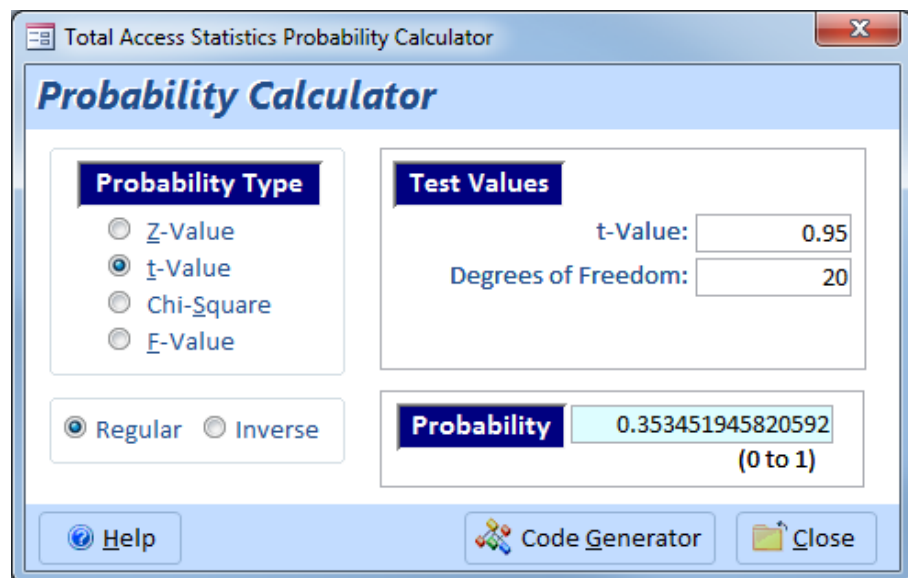 Total Access Statistics Probability Calculator
Probability Calculator
Probability Type
Z-Value
t-Value
Chi-Square
F-Value
Regular Inverse
Test Values
t-Value: 0.95
Degrees of Freedom: 20
Probability 0.353451945820592
(0 to 1)
Help Code Generator Close